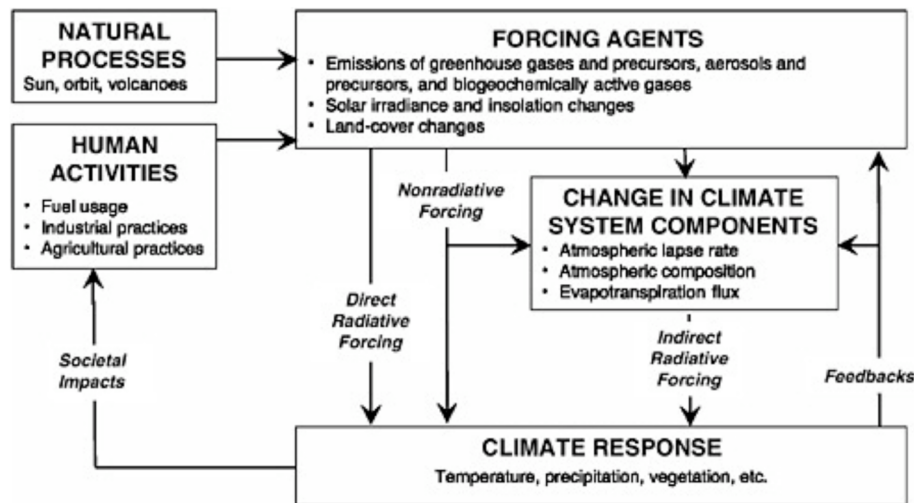 NATURAL
PROCESSES
Sun, orbit, volcanoes
FORCING AGENTS
• Emissions of greenhouse gases and precursors, aerosols and
precursors, and biogeochemically active gases
• Solar irradiance and insolation changes
• Land-cover changes
HUMAN
ACTIVITIES
• Fuel usage
• Industrial practices
• Agricultural practices
Nonradiative
Forcing
CHANGE IN CLIMATE
SYSTEM COMPONENTS
• Atmospheric lapse rate
• Atmospheric composition
• Evapotranspiration flux
Direct
Radiative
Forcing
Indirect
Radiative
Forcing
Societal
Impacts
Feedbacks
CLIMATE RESPONSE
Temperature, precipitation, vegetation, etc.